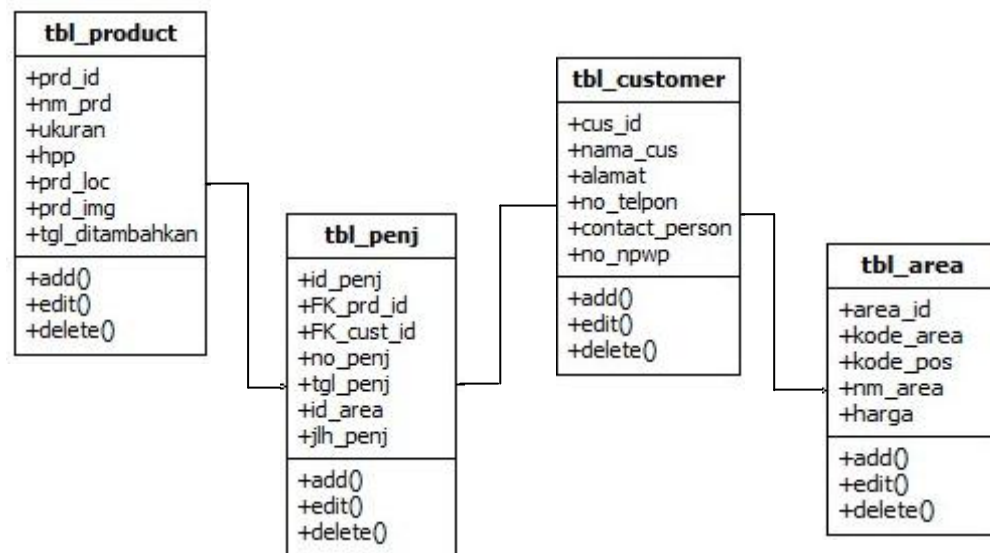 tbl_product
+prd_id
+nm_prd
+ukuran
+hpp
+prd_loc
+prd_img
+tgl_ditambahkan
+add()
+edit()
+delete()
tbl_penj
+id_penj
+FK_prd_id
+FK_cust_id
+no_penj
+tgl_penj
+id_area
+jlh_penj
+add()
+edit()
+delete()
tbl_customer
+cus_id
+nama_cus
+alamat
+no_telpon
+contact_person
+no_npwp
+add()
+edit()
+delete()
tbl_area
+area_id
+kode_area
+kode_pos
+nm_area
+harga
+add()
+edit()
+delete()